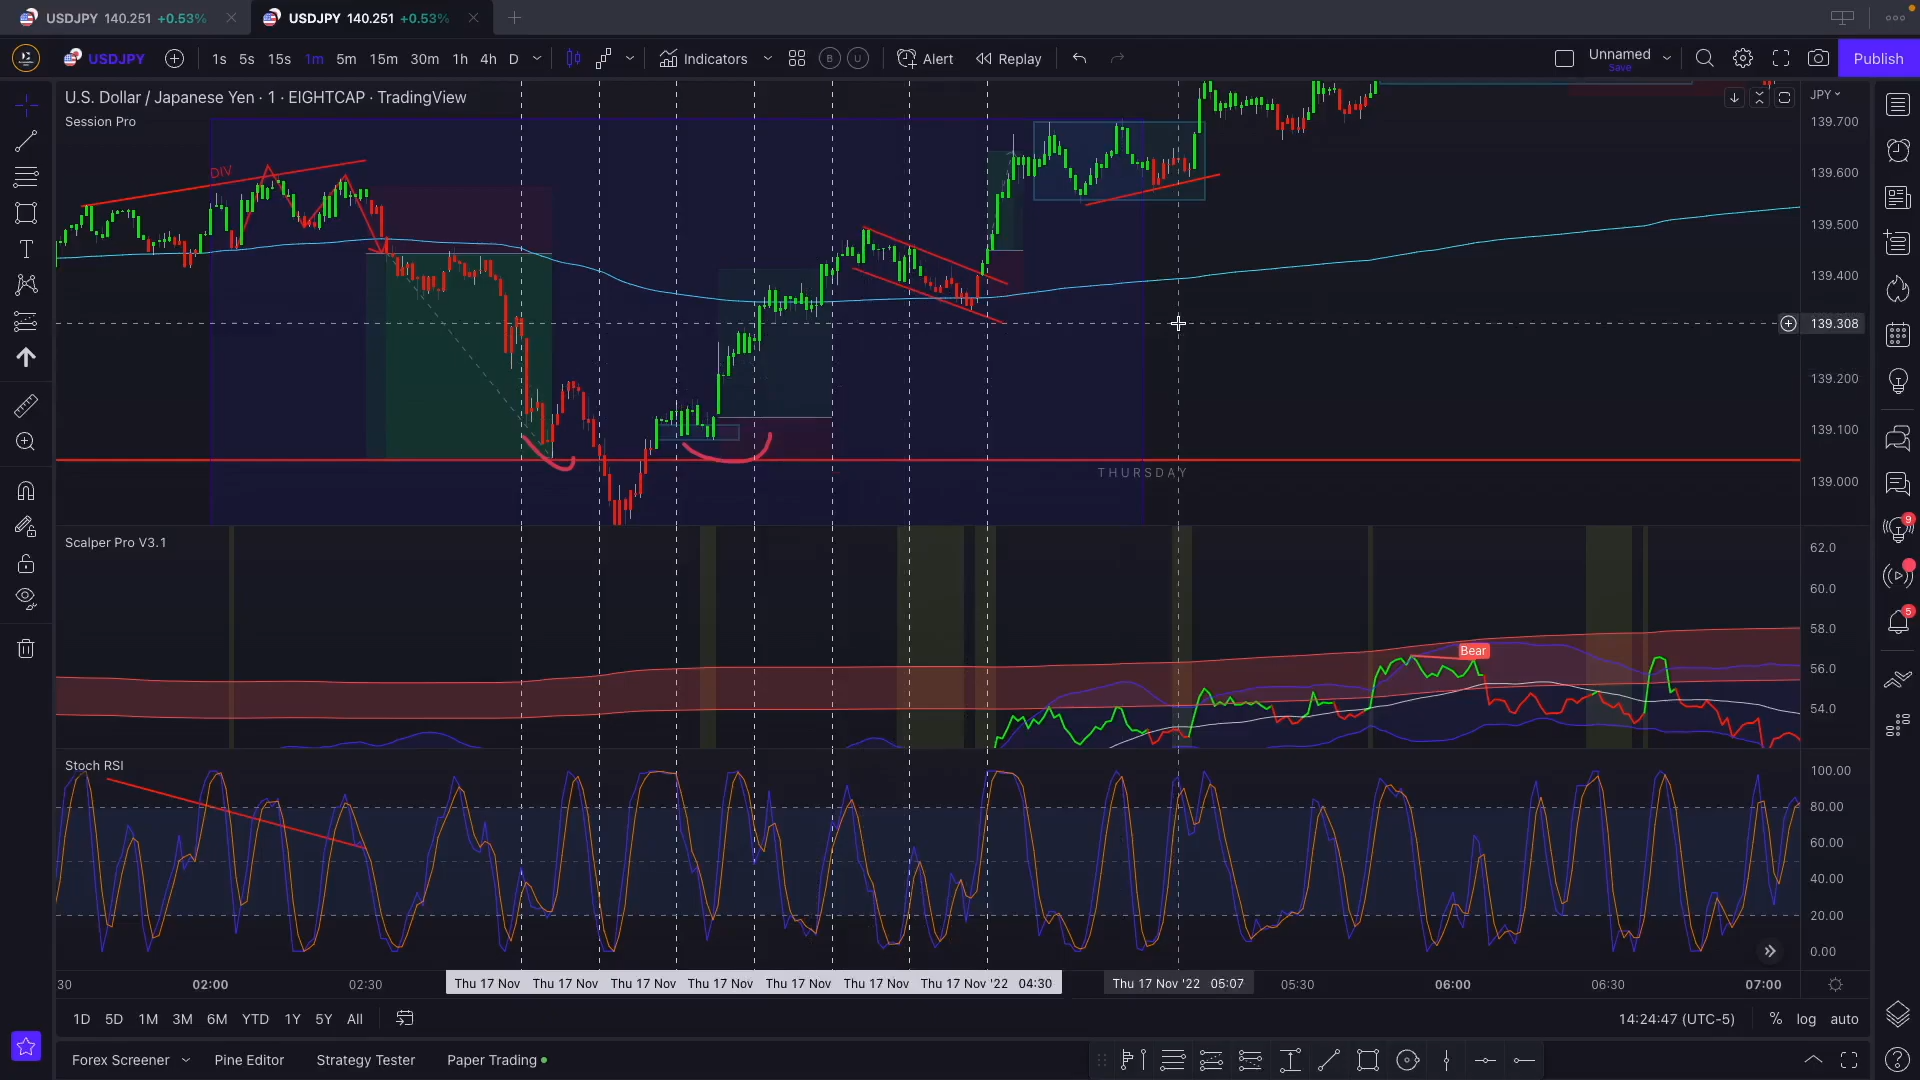 USDJPY 140.251 +0.53%
USDJPY 140.251 +0.53%
USDJPY 1s 5s 15s 1m 5m 15m 30m 1h 4h D Indicators B U Alert Replay Unnamed Publish
Save
U.S. Dollar / Japanese Yen · 1 · EIGHTCAP · TradingView
Session Pro
JPY
139.700
139.600
139.500
139.400
139.308
139.200
139.100
139.000
DIV
THURSDAY
Scalper Pro V3.1
62.0
60.0
58.0
56.0
54.0
Bear
9
5
Stoch RSI
100.00
80.00
60.00
40.00
20.00
0.00
30 02:00 02:30 Thu 17 Nov Thu 17 Nov Thu 17 Nov Thu 17 Nov Thu 17 Nov Thu 17 Nov Thu 17 Nov '22 04:30 Thu 17 Nov '22 05:07 05:30 06:00 06:30 07:00
1D 5D 1M 3M 6M YTD 1Y 5Y All 14:24:47 (UTC-5) % log auto
Forex Screener Pine Editor Strategy Tester Paper Trading